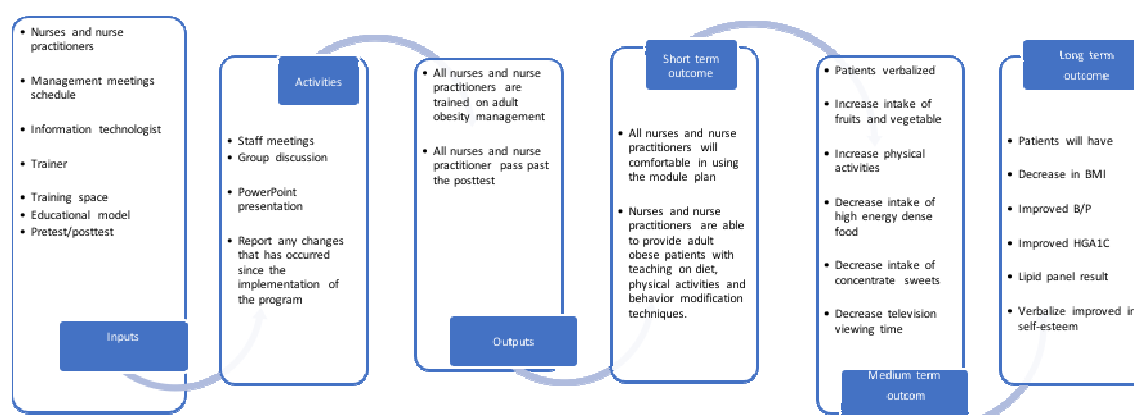 • Nurses and nurse
practitioners
• Management meetings
schedule
• Information technologist
• Trainer
• Training space
• Educational model
• Pretest/posttest
Inputs
Activities
• Staff meetings
• Group discussion
• PowerPoint
presentation
• Report any changes
that has occurred
since the
implementation of
the program
• All nurses and nurse
practitioners are
trained on adult
obesity management
• All nurses and nurse
practitioner pass past
the posttest
Outputs
Short term
outcome
• All nurses and nurse
practitioners will
comfortable in using
the module plan
• Nurses and nurse
practitioners are able
to provide adult
obese patients with
teaching on diet,
physical activities and
behavior modification
techniques.
• Patients verbalized
• Increase intake of
fruits and vegetable
• Increase physical
activities
• Decrease intake of
high energy dense
food
• Decrease intake of
concentrate sweets
• Decrease television
viewing time
Medium term
outcom
Long term
outcome
• Patients will have
• Decrease in BMI
• Improved B/P
• Improved HGA1C
• Lipid panel result
• Verbalize improved in
self-esteem